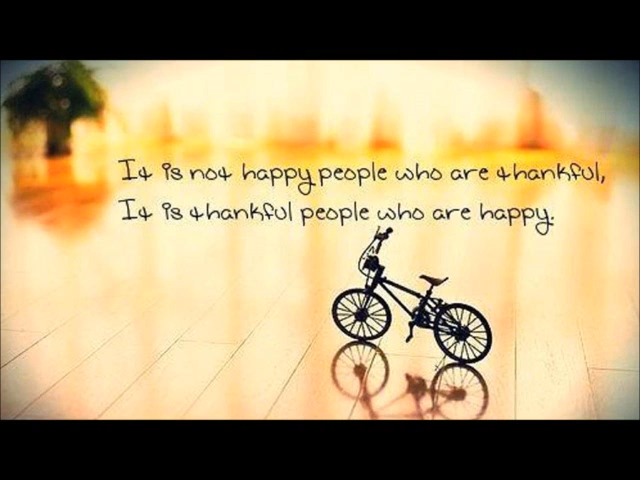 It is not happy people who are thankful,
It is thankful people who are happy.